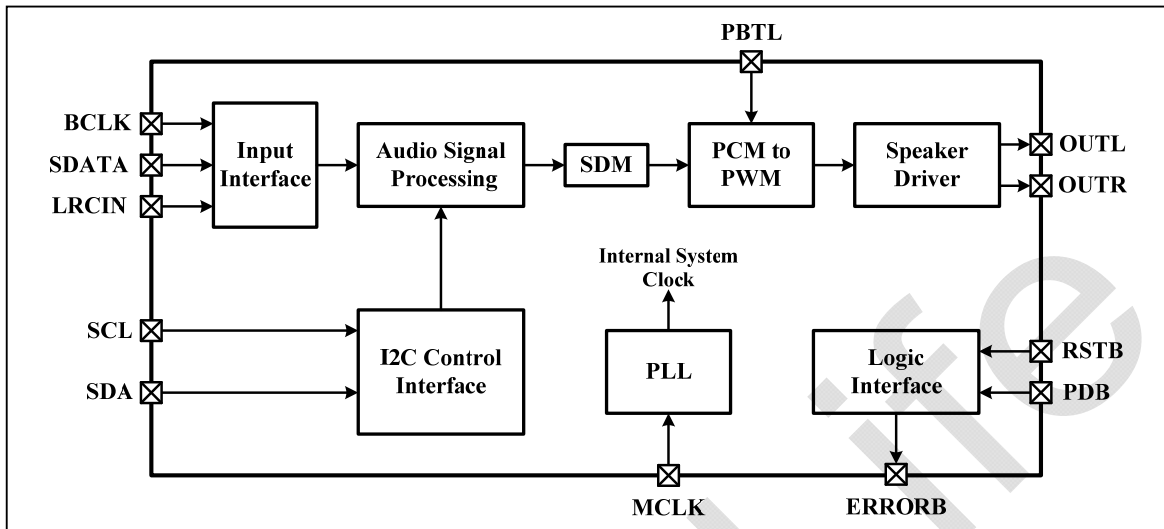 PBTL
BCLK
SDATA
LRCIN
Input
Interface
Audio Signal
Processing
SDM
PCM to
PWM
Speaker
Driver
OUTL
OUTR
Internal System
Clock
SCL
SDA
I2C Control
Interface
PLL
Logic
Interface
RSTB
PDB
MCLK
ERRORB
ife